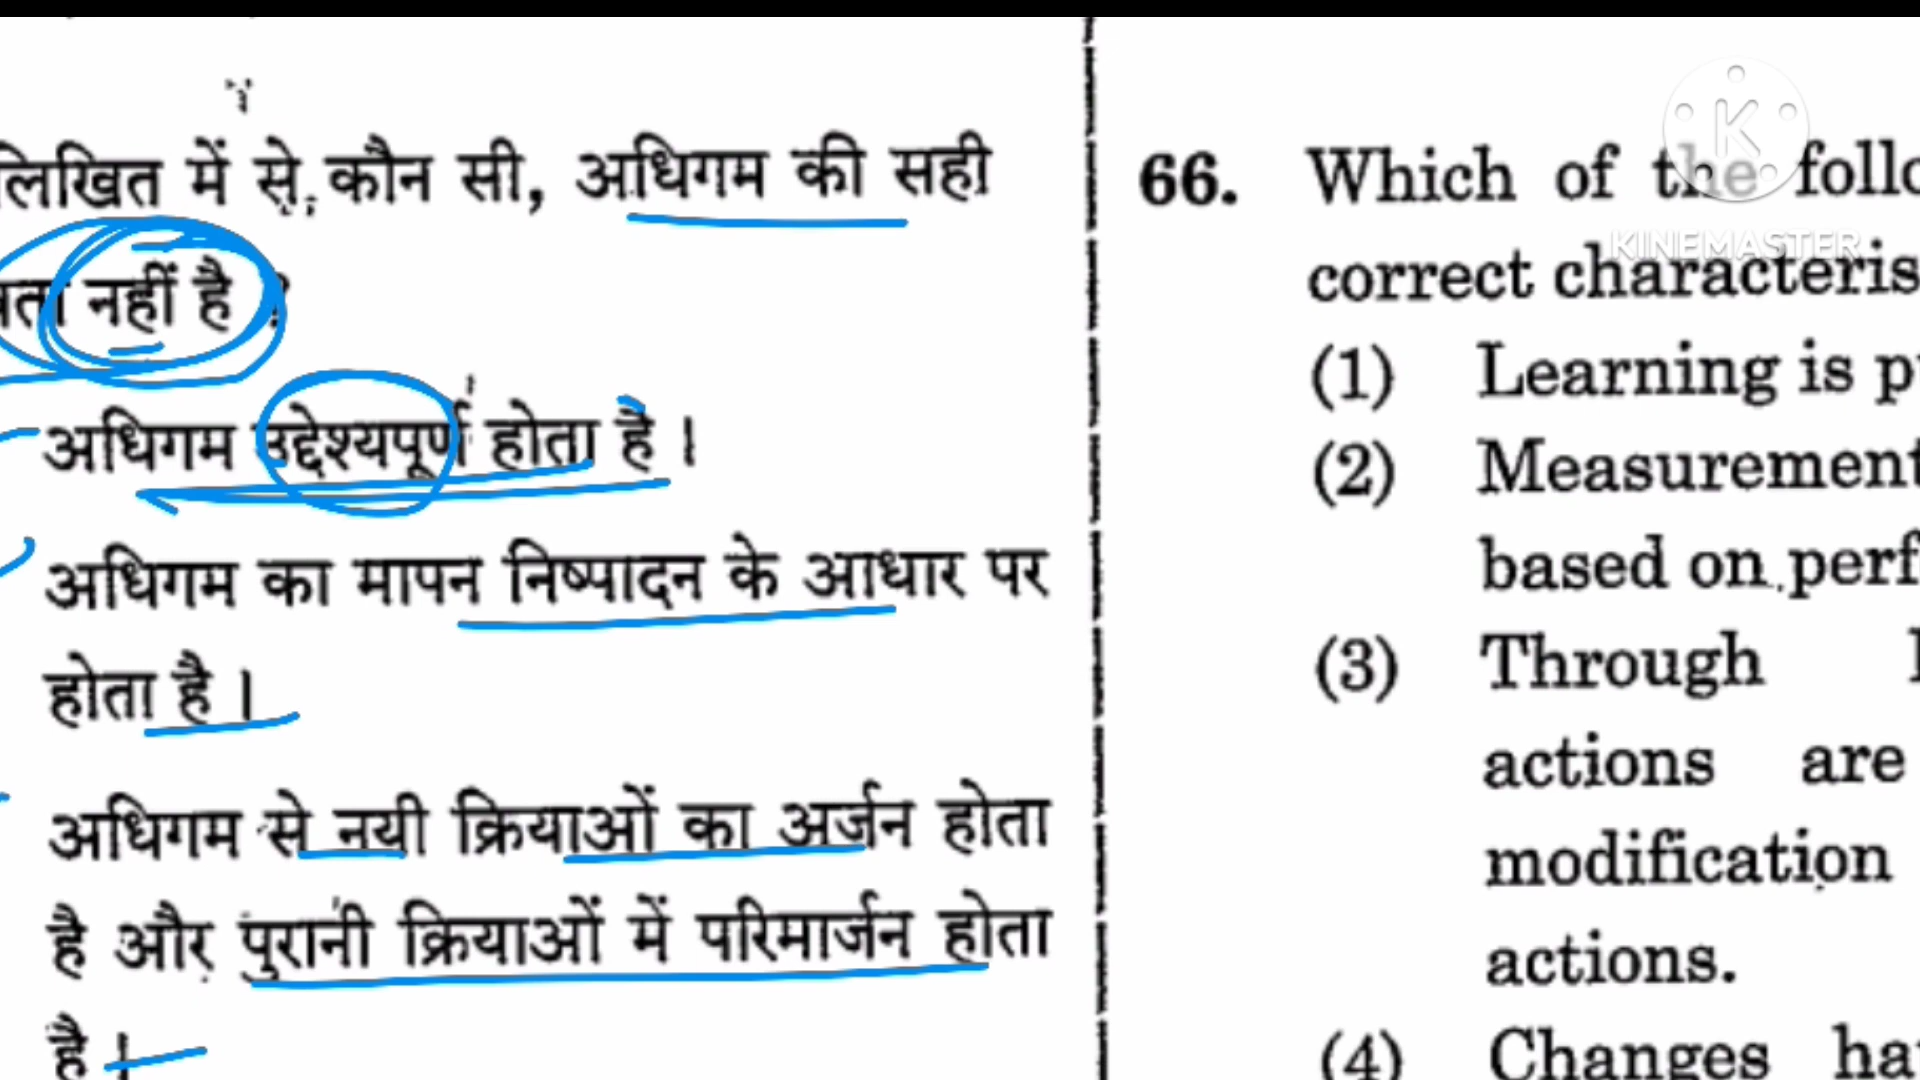 लिखित में से, कौन सी, अधिगम की सही
नहीं है ?
अधिगम उद्देश्यपूर्ण होता है ।
अधिगम का मापन निष्पादन के आधार पर
होता है ।
अधिगम से नयी क्रियाओं का अर्जन होता
है और पुरानी क्रियाओं में परिमार्जन होता
है ।
66. Which of the follo
correct characteris
(1) Learning is p
(2) Measurement
based on perf
(3) Through
actions are
modification
actions.
(4) Changes ha
K
KINEMASTER